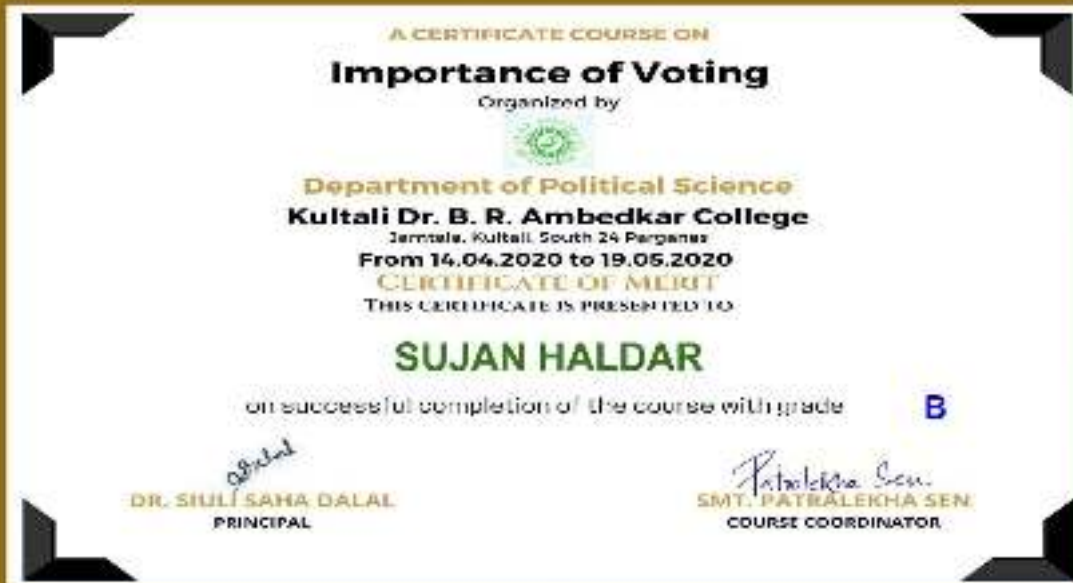 A CERTIFICATE COURSE ON
Importance of Voting
Organized by
Department of Political Science
Kultali Dr. B. R. Ambedkar College
Jamtala, Kultali, South 24 Parganas
From 14.04.2020 to 19.05.2020
CERTIFICATE OF MERIT
THIS CERTIFICATE IS PRESENTED TO
SUJAN HALDAR
on successful completion of the course with grade B
Patralekha Sen.
DR. SIULI SAHA DALAL
SMT. PATRALEKHA SEN
PRINCIPAL
COURSE COORDINATOR